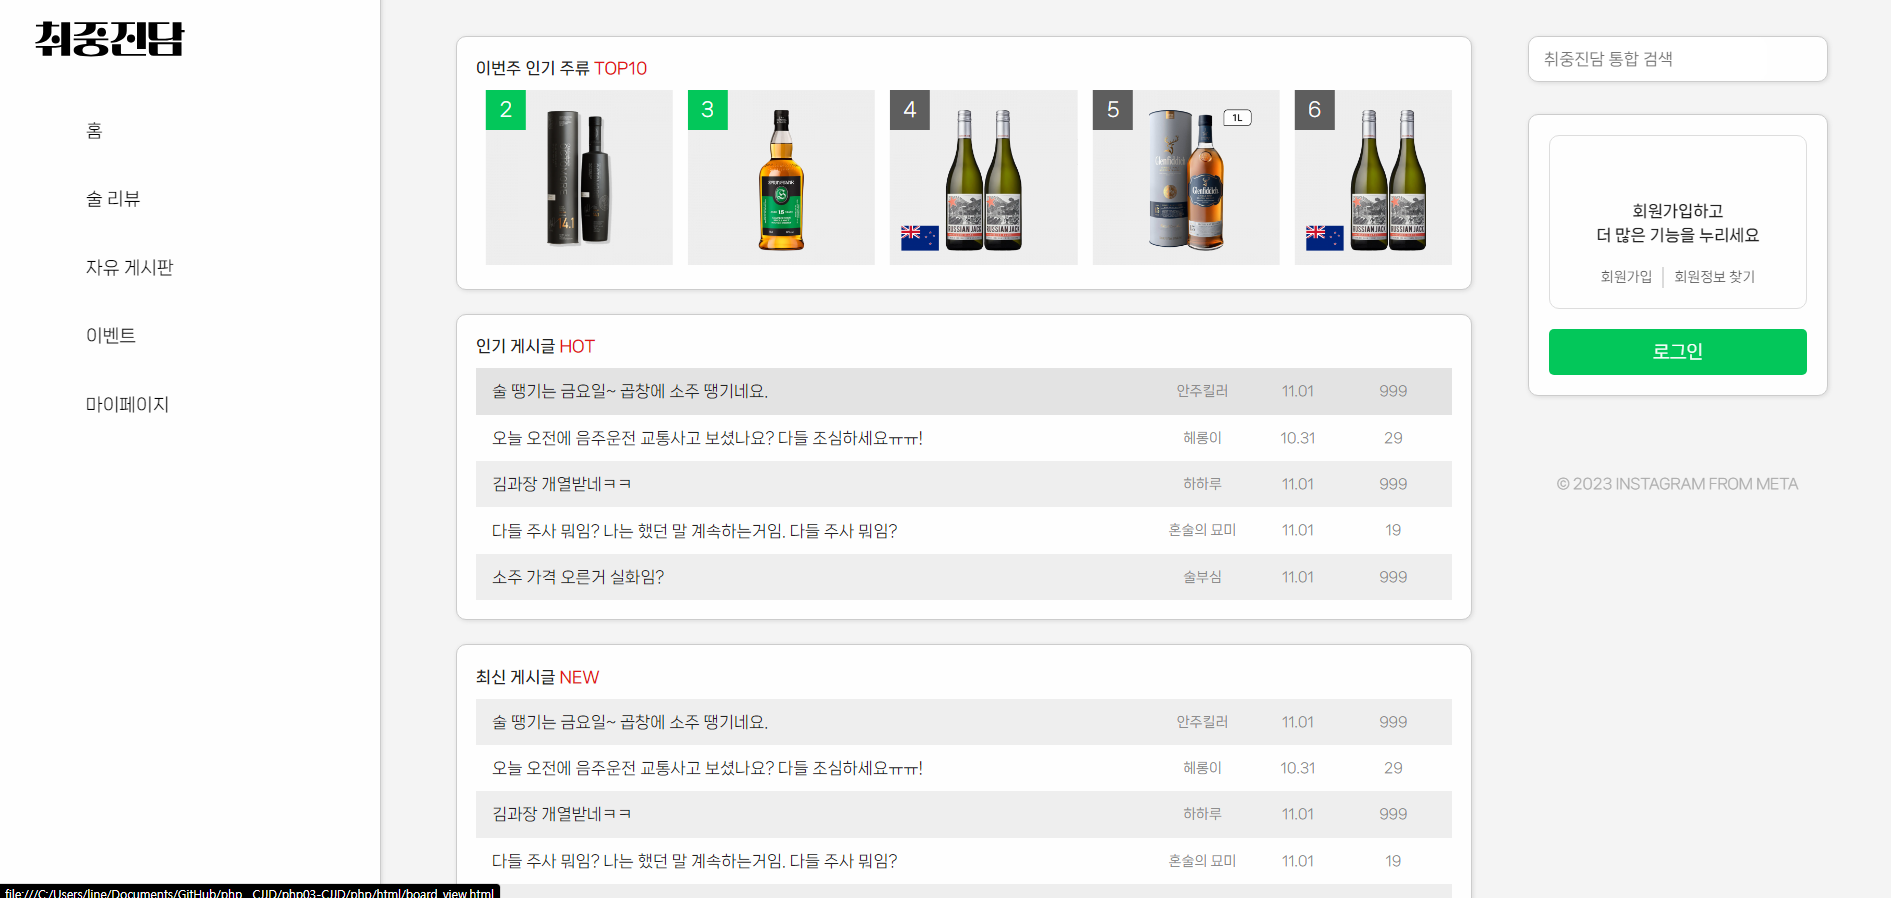 취중진담
홈
술 리뷰
자유 게시판
이벤트
마이페이지
이번주 인기 주류 TOP10
2
3
4
5
6
1L
14.1
SPRINGBANK
15
RUSSIAN JACK
Glenfiddich
Glenfiddich
15
RUSSIAN JACK
인기 게시글 HOT
술 땡기는 금요일~ 곱창에 소주 땡기네요. 안주킬러 11.01 999
오늘 오전에 음주운전 교통사고 보셨나요? 다들 조심하세요ㅠㅠ! 헤롱이 10.31 29
김과장 개열받네ㅋㅋ 하하루 11.01 999
다들 주사 뭐임? 나는 했던 말 계속하는거임. 다들 주사 뭐임? 혼술의 묘미 11.01 19
소주 가격 오른거 실화임? 술부심 11.01 999
최신 게시글 NEW
술 땡기는 금요일~ 곱창에 소주 땡기네요. 안주킬러 11.01 999
오늘 오전에 음주운전 교통사고 보셨나요? 다들 조심하세요ㅠㅠ! 헤롱이 10.31 29
김과장 개열받네ㅋㅋ 하하루 11.01 999
다들 주사 뭐임? 나는 했던 말 계속하는거임. 다들 주사 뭐임? 혼술의 묘미 11.01 19
취중진담 통합 검색
회원가입하고
더 많은 기능을 누리세요
회원가입 회원정보 찾기
로그인
© 2023 INSTAGRAM FROM META
file:///C:/Users/line/Documents/GitHub/php__CJJD/php03-CJJD/php/html/board_view.html